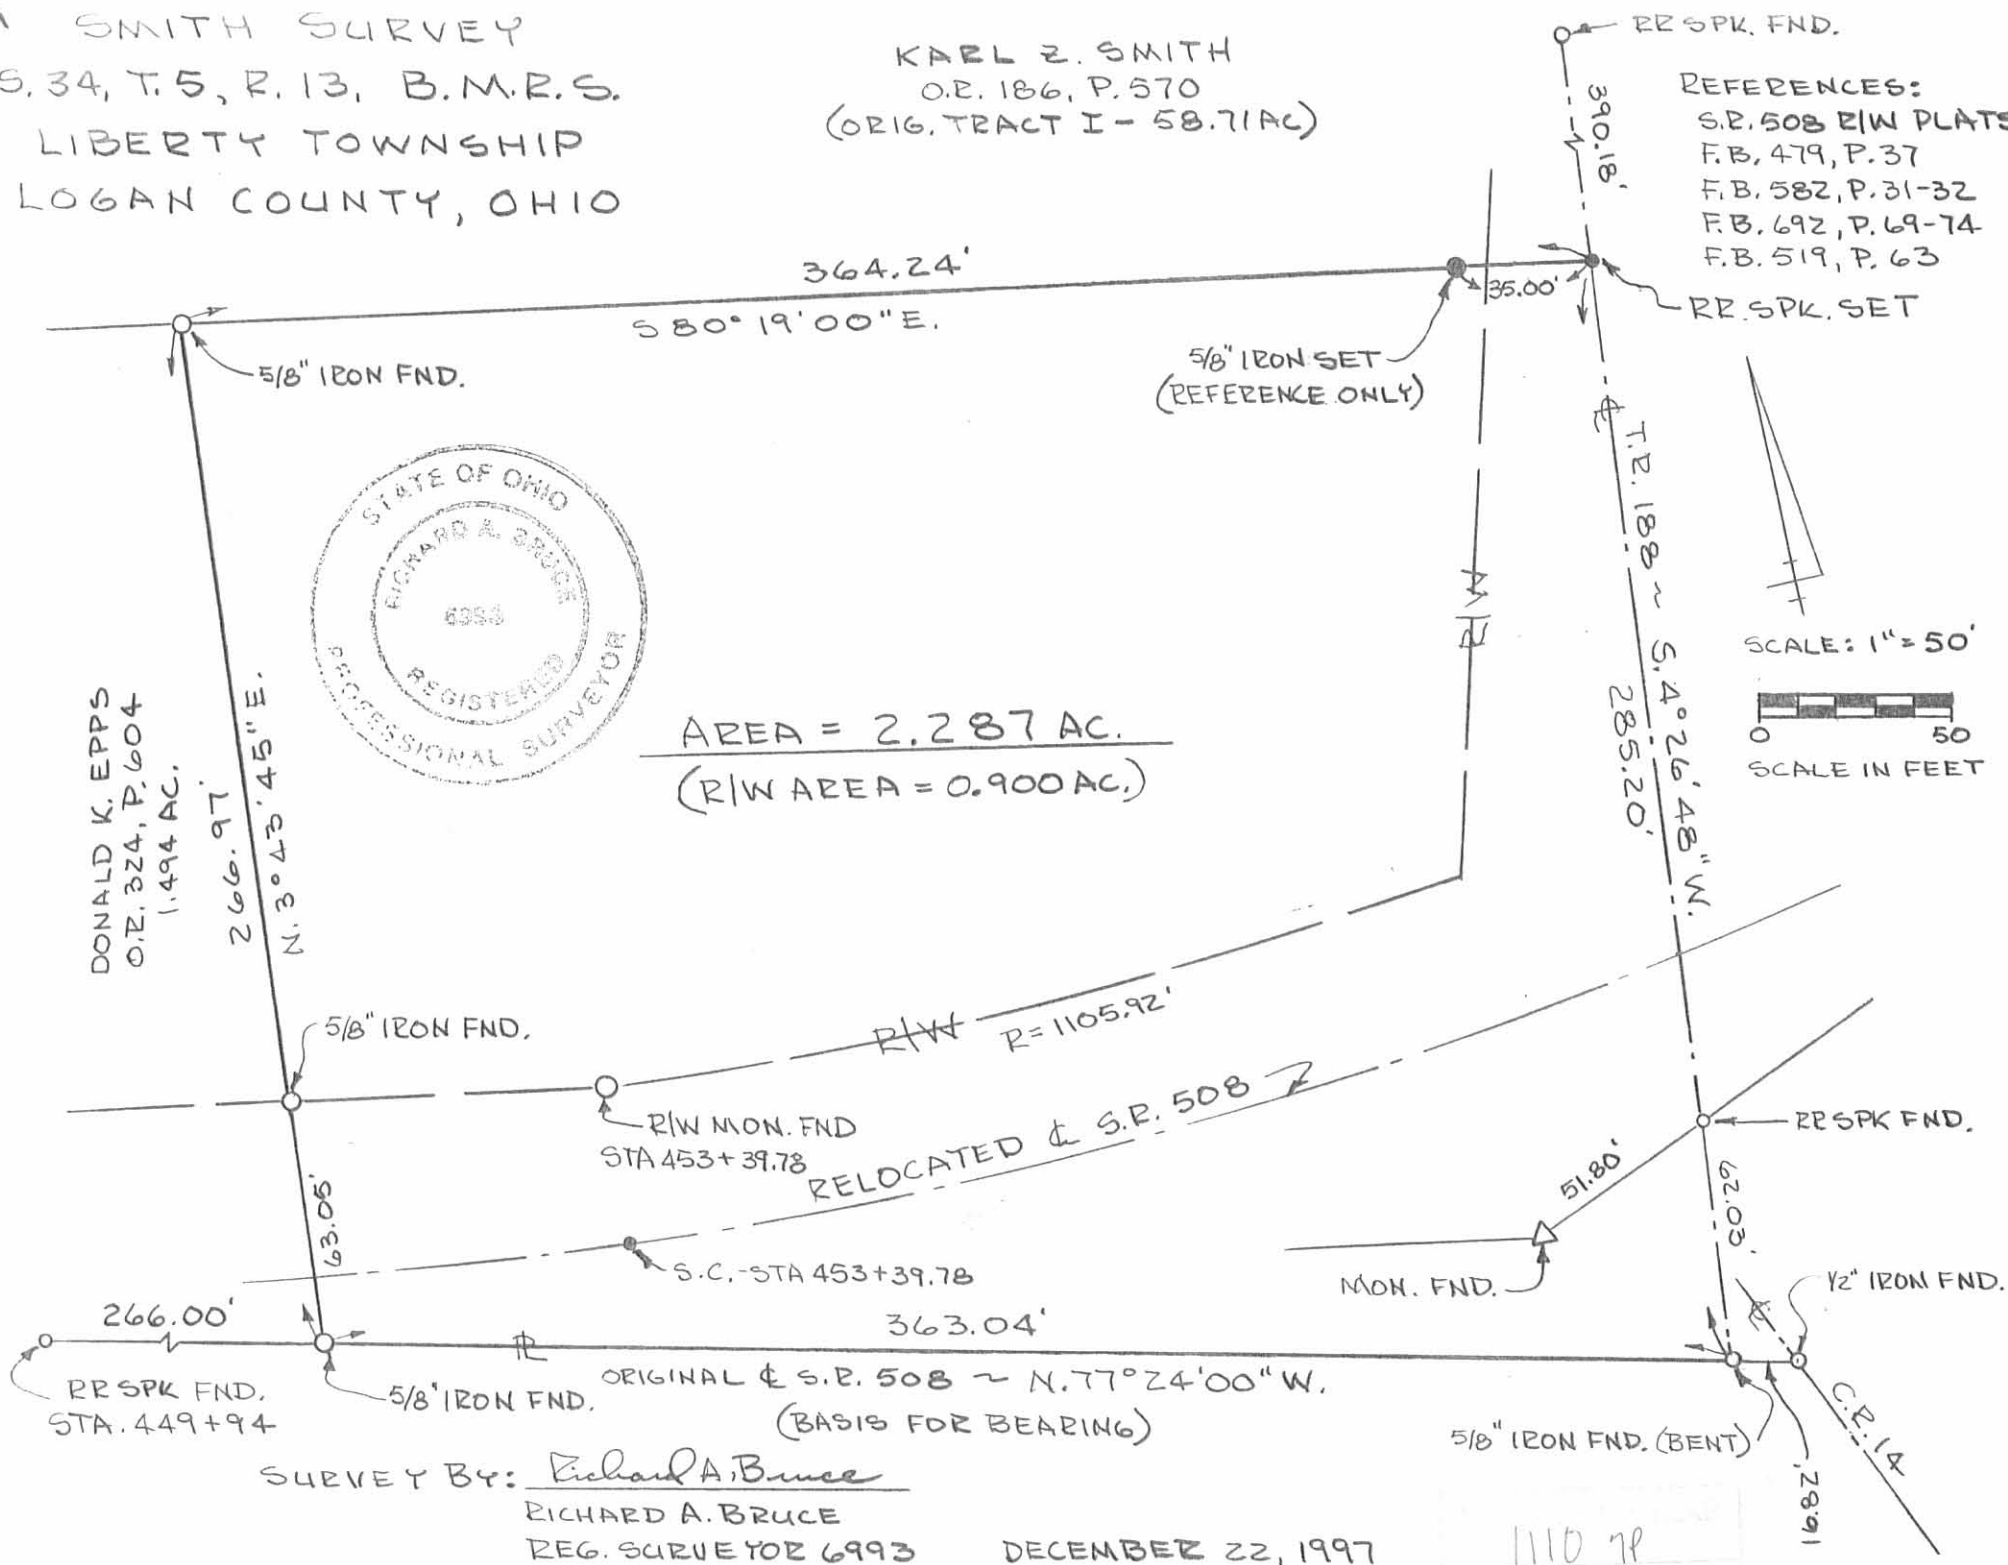 SMITH SURVEY
S. 34, T. 5, R. 13, B.M.R.S.
LIBERTY TOWNSHIP
LOGAN COUNTY, OHIO
KARL Z. SMITH
O.R. 186, P. 570
(ORIG. TRACT I - 58.71 AC)
RR SPK. FND.
390.18'
REFERENCES:
S.R. 508 R/W PLATS
F.B. 479, P. 37
F.B. 582, P. 31-32
F.B. 692, P. 69-74
F.B. 519, P. 63
364.24'
S 80° 19' 00" E.
35.00'
RR. SPK. SET
5/8" IRON FND.
5/8" IRON SET
(REFERENCE ONLY)
STATE OF OHIO
RICHARD A. BRUCE
REGISTERED
PROFESSIONAL SURVEYOR
R/W
℄ T.R. 188 ~ S. 4° 26' 48" W.
285.20'
SCALE: 1" = 50'
0 50
SCALE IN FEET
AREA = 2.287 AC.
(R/W AREA = 0.900 AC.)
DONALD K. EPPS
O.R. 324, P. 604
1.494 AC.
266.97'
N. 3° 43' 45" E.
5/8" IRON FND.
R/W
R = 1105.92'
R/W MON. FND
STA 453+39.78
RELOCATED ℄ S.R. 508
RR SPK FND.
51.80'
62.03'
63.05'
S.C.-STA 453+39.78
MON. FND.
1/2" IRON FND.
266.00'
363.04'
℄
RR SPK FND.
STA. 449+94
5/8" IRON FND.
ORIGINAL ℄ S.R. 508 ~ N. 77° 24' 00" W.
(BASIS FOR BEARING)
5/8" IRON FND. (BENT)
16.82'
C.R. 14
SURVEY BY: Richard A. Bruce
RICHARD A. BRUCE
REG. SURVEYOR 6993
DECEMBER 22, 1997